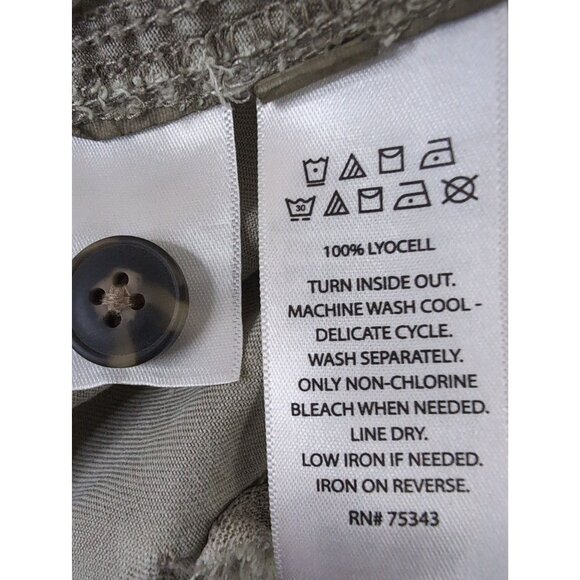 30
100% LYOCELL
TURN INSIDE OUT.
MACHINE WASH COOL -
DELICATE CYCLE.
WASH SEPARATELY.
ONLY NON-CHLORINE
BLEACH WHEN NEEDED.
LINE DRY.
LOW IRON IF NEEDED.
IRON ON REVERSE.
RN# 75343